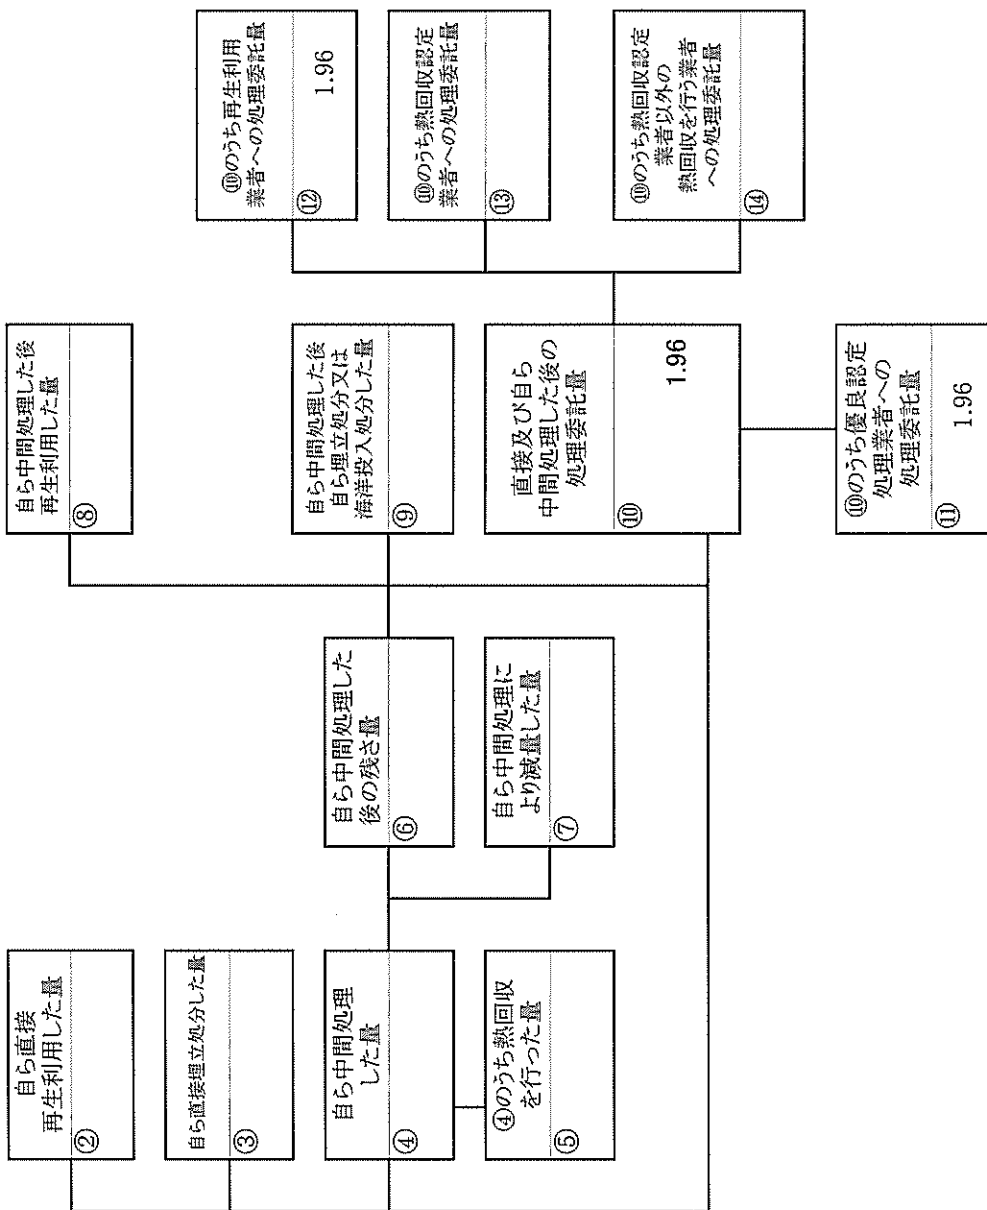 自ら直接
再生利用した量
②
自ら直接埋立処分した量
③
自ら中間処理
した量
④
④のうち熱回収
を行った量
⑤
自ら中間処理した
後の残さ量
⑥
自ら中間処理に
より減量した量
⑦
自ら中間処理した後
再生利用した量
⑧
自ら中間処理した後
自ら埋立処分又は
海洋投入処分した量
⑨
直接及び自ら
中間処理した後の
処理委託量
⑩
1.96
⑩のうち優良認定
処理業者への
処理委託量
⑪
1.96
⑩のうち再生利用
業者への処理委託量
⑫
1.96
⑩のうち熱回収認定
業者への処理委託量
⑬
⑩のうち熱回収認定
業者以外の
熱回収を行う業者
への処理委託量
⑭